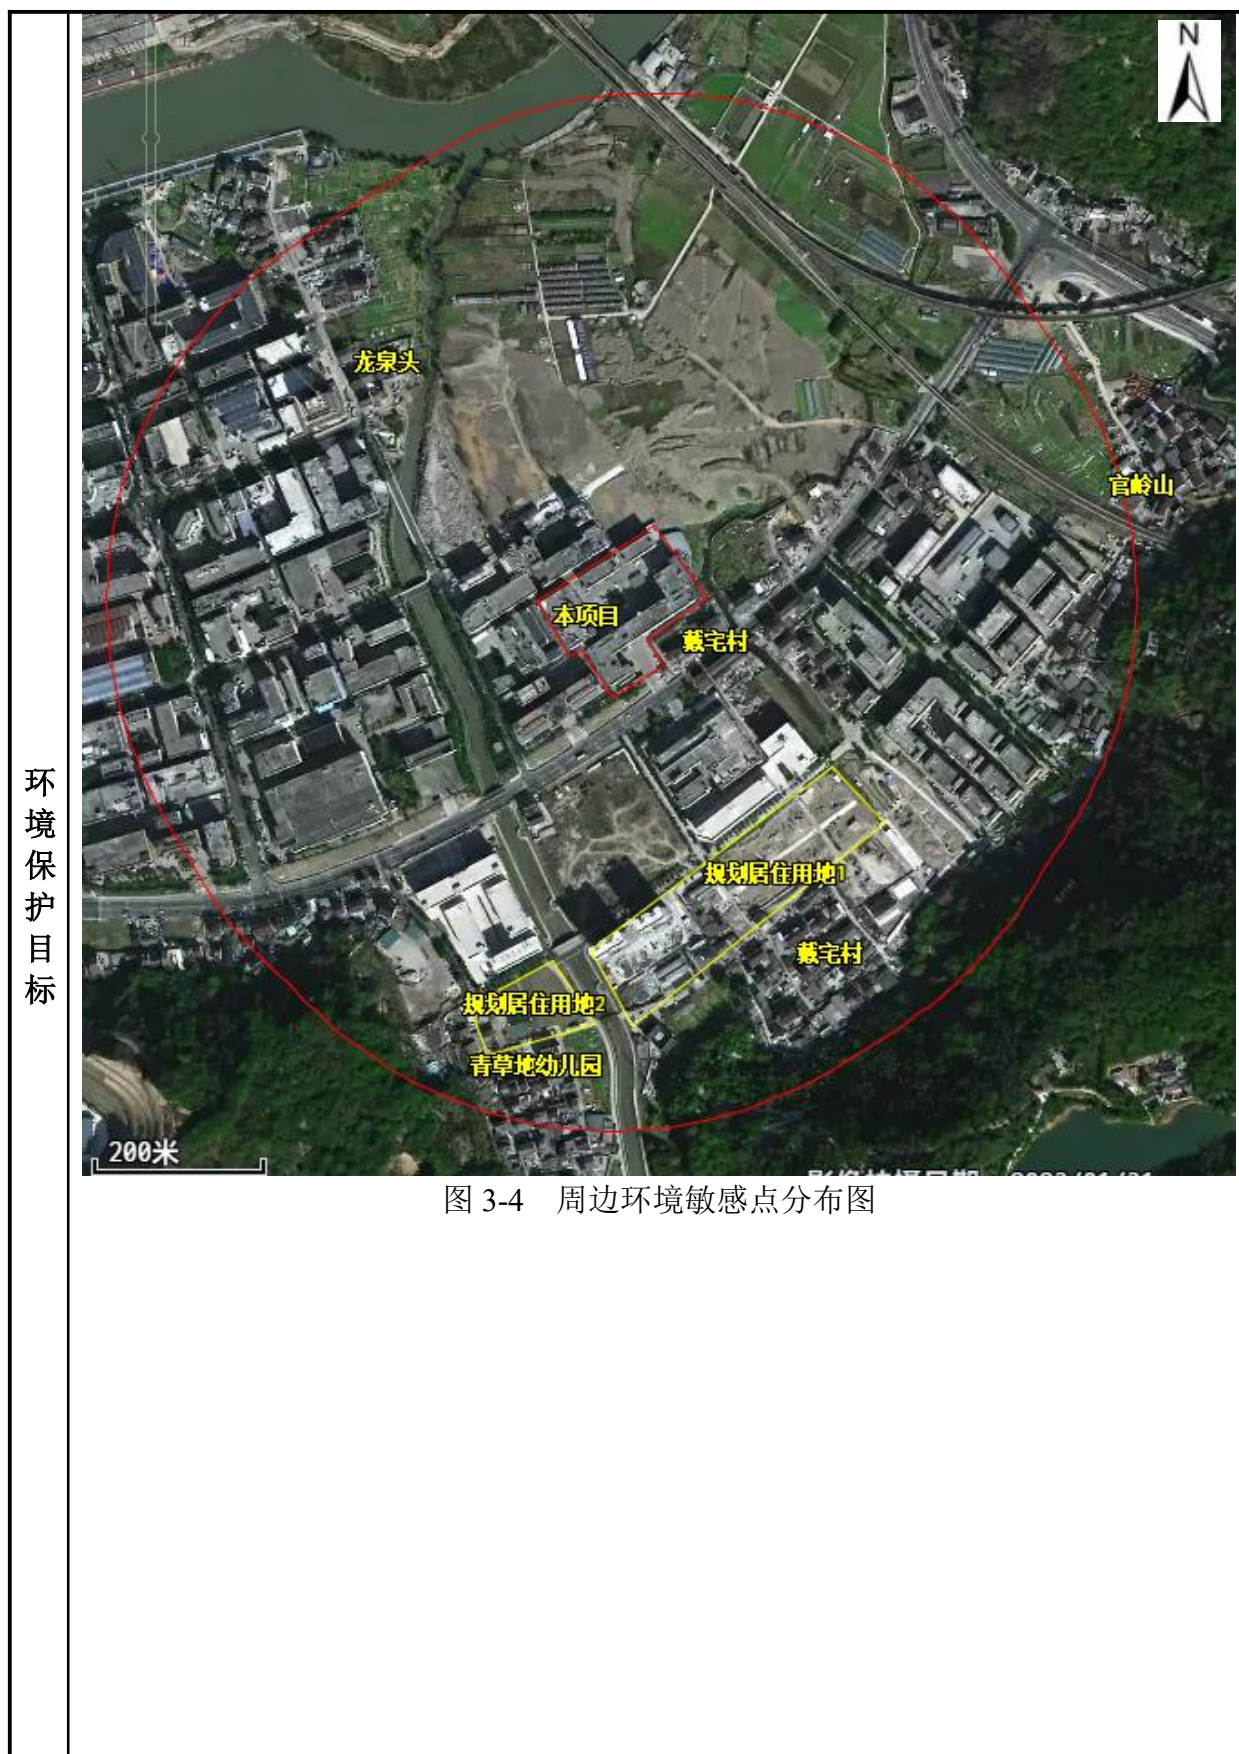 N
龙泉头
官岭山
本项目
戴宅村
规划居住用地1
戴宅村
规划居住用地2
青草地幼儿园
200米
环
境
保
护
目
标
图 3-4 周边环境敏感点分布图